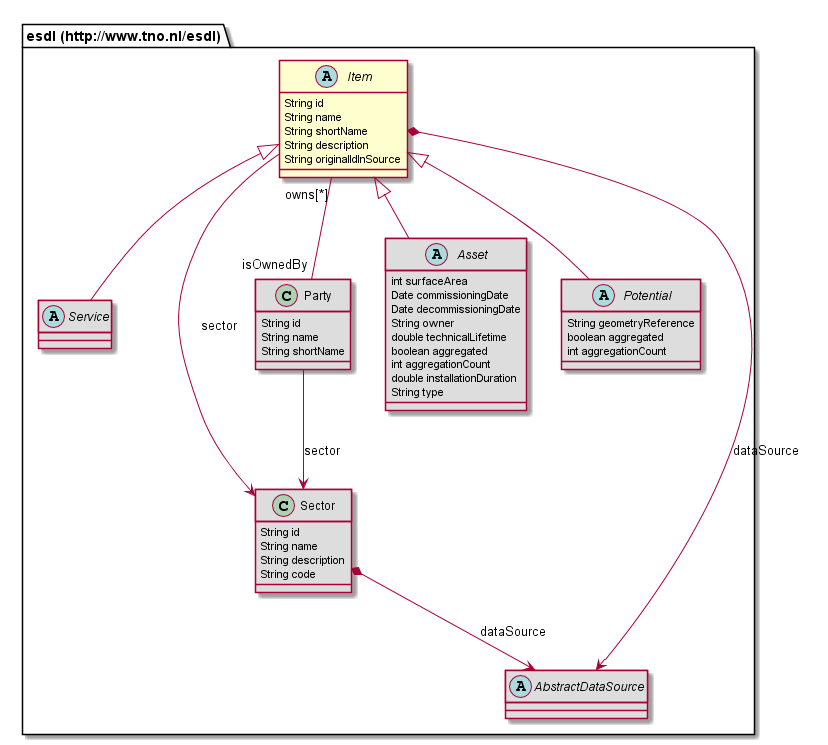 esdl (http://www.tno.nl/esdl)
A Item
String id
String name
String shortName
String description
String originalIdInSource
owns[*]
isOwnedBy
A Asset
int surfaceArea
Date commissioningDate
Date decommissioningDate
String owner
double technicalLifetime
boolean aggregated
int aggregationCount
double installationDuration
String type
A Service
C Party
String id
String name
String shortName
A Potential
String geometryReference
boolean aggregated
int aggregationCount
sector
sector
dataSource
C Sector
String id
String name
String description
String code
dataSource
A AbstractDataSource